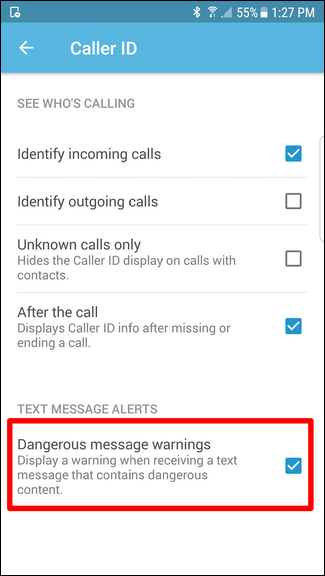 55% 1:27 PM
Caller ID
SEE WHO'S CALLING
Identify incoming calls
Identify outgoing calls
Unknown calls only
Hides the Caller ID display on calls with
contacts.
After the call
Displays Caller ID info after missing or
ending a call.
TEXT MESSAGE ALERTS
Dangerous message warnings
Display a warning when receiving a text
message that contains dangerous
content.